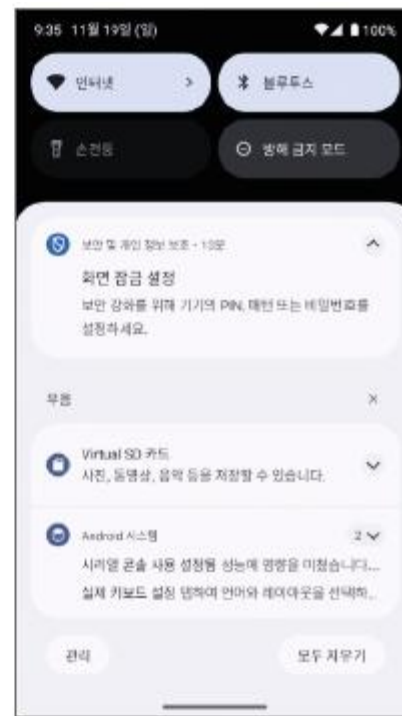 9:35 11월 19일 (일) 100%
인터넷 블루투스
손전등 방해 금지 모드
보안 및 개인 정보 보호 • 13분
화면 잠금 설정
보안 강화를 위해 기기의 PIN, 패턴 또는 비밀번호를
설정하세요.
무음
Virtual SD 카드
사진, 동영상, 음악 등을 저장할 수 있습니다.
Android 시스템 2
시리얼 콘솔 사용 설정됨 성능에 영향을 미쳤습니다....
실제 키보드 설정 탭하여 언어와 레이아웃을 선택하...
관리 모두 지우기